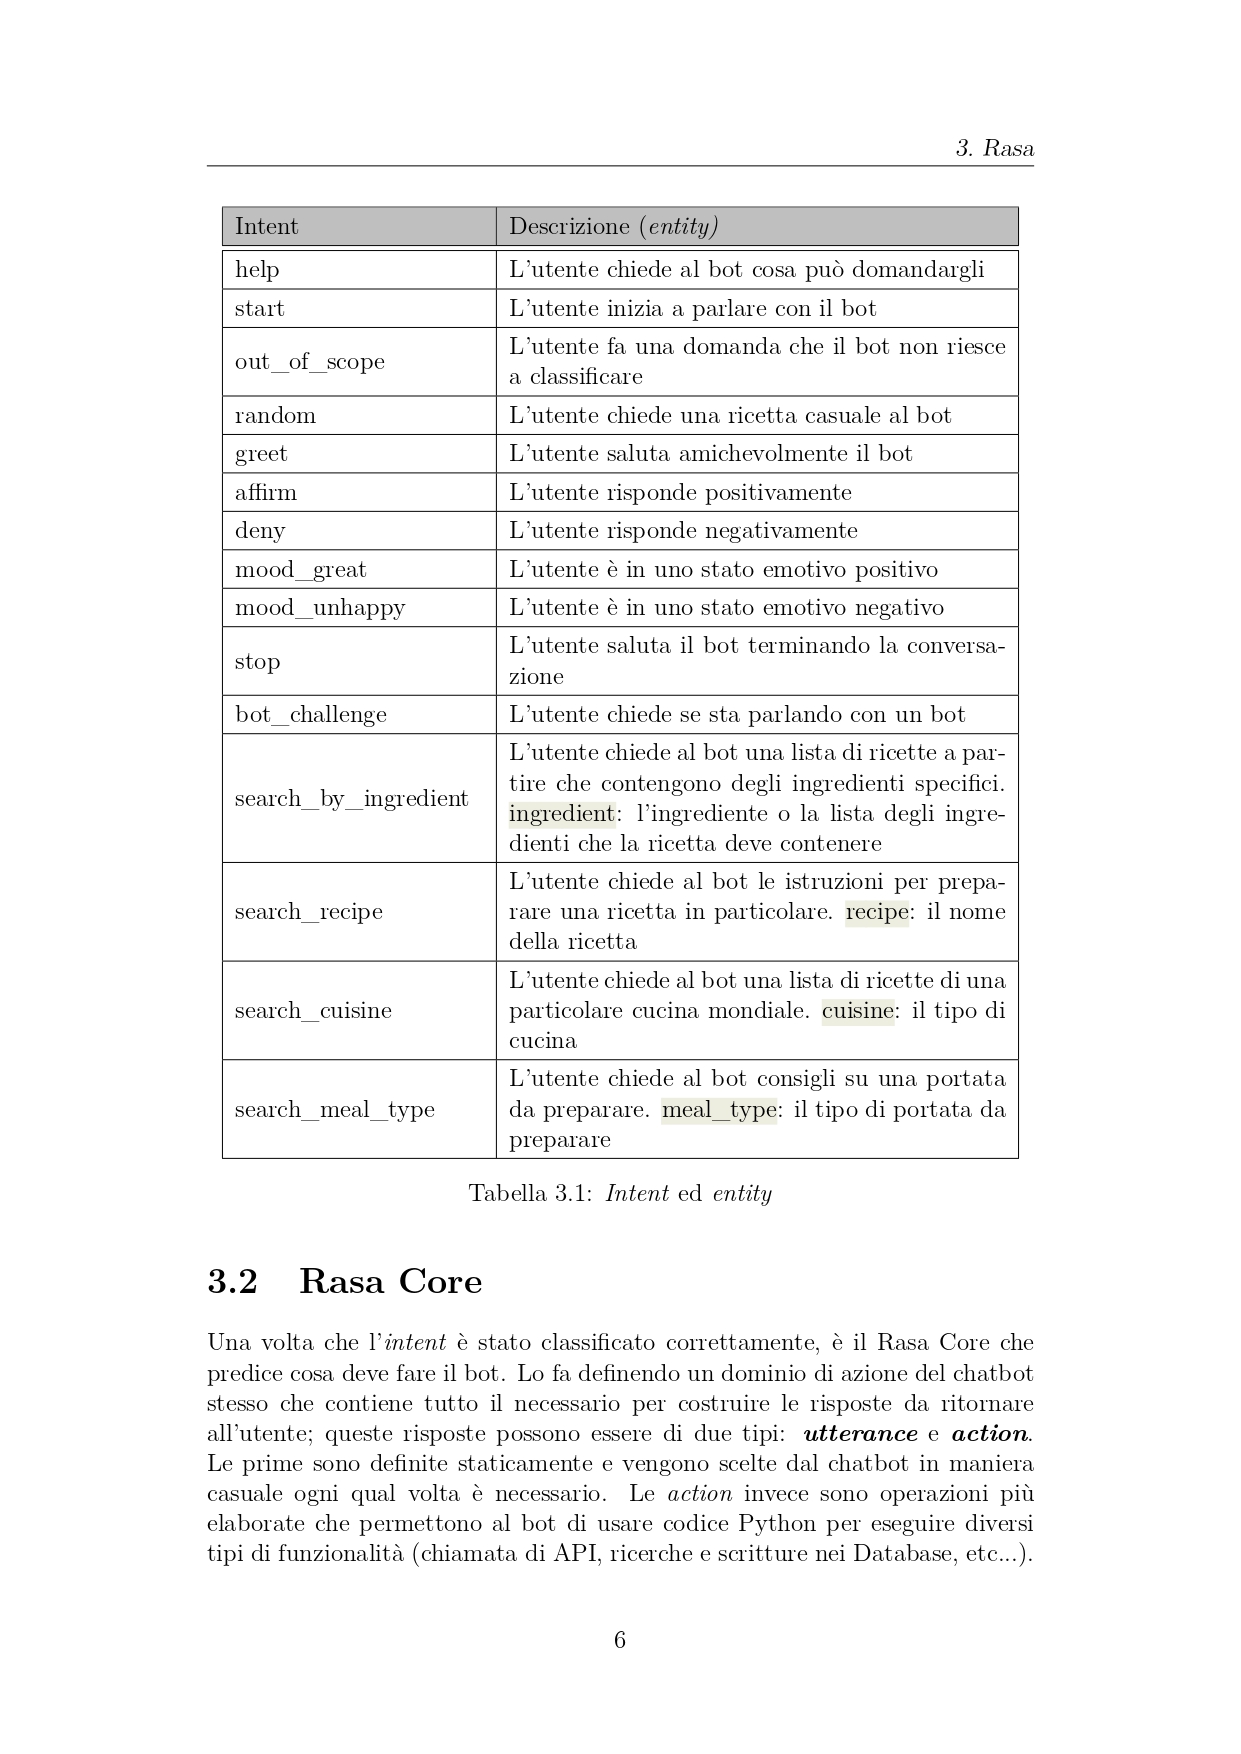 3. Rasa
Intent Descrizione (entity)
help L'utente chiede al bot cosa può domandargli
start L'utente inizia a parlare con il bot
out_of_scope L'utente fa una domanda che il bot non riesce
a classificare
random L'utente chiede una ricetta casuale al bot
greet L'utente saluta amichevolmente il bot
affirm L'utente risponde positivamente
deny L'utente risponde negativamente
mood_great L'utente è in uno stato emotivo positivo
mood_unhappy L'utente è in uno stato emotivo negativo
stop L'utente saluta il bot terminando la conversa-
zione
bot_challenge L'utente chiede se sta parlando con un bot
search_by_ingredient L'utente chiede al bot una lista di ricette a par-
tire che contengono degli ingredienti specifici.
ingredient: l'ingrediente o la lista degli ingre-
dienti che la ricetta deve contenere
search_recipe L'utente chiede al bot le istruzioni per prepa-
rare una ricetta in particolare. recipe: il nome
della ricetta
search_cuisine L'utente chiede al bot una lista di ricette di una
particolare cucina mondiale. cuisine: il tipo di
cucina
search_meal_type L'utente chiede al bot consigli su una portata
da preparare. meal_type: il tipo di portata da
preparare
Tabella 3.1: Intent ed entity
3.2 Rasa Core
Una volta che l'intent è stato classificato correttamente, è il Rasa Core che
predice cosa deve fare il bot. Lo fa definendo un dominio di azione del chatbot
stesso che contiene tutto il necessario per costruire le risposte da ritornare
all'utente; queste risposte possono essere di due tipi: utterance e action.
Le prime sono definite staticamente e vengono scelte dal chatbot in maniera
casuale ogni qual volta è necessario. Le action invece sono operazioni più
elaborate che permettono al bot di usare codice Python per eseguire diversi
tipi di funzionalità (chiamata di API, ricerche e scritture nei Database, etc...).
6